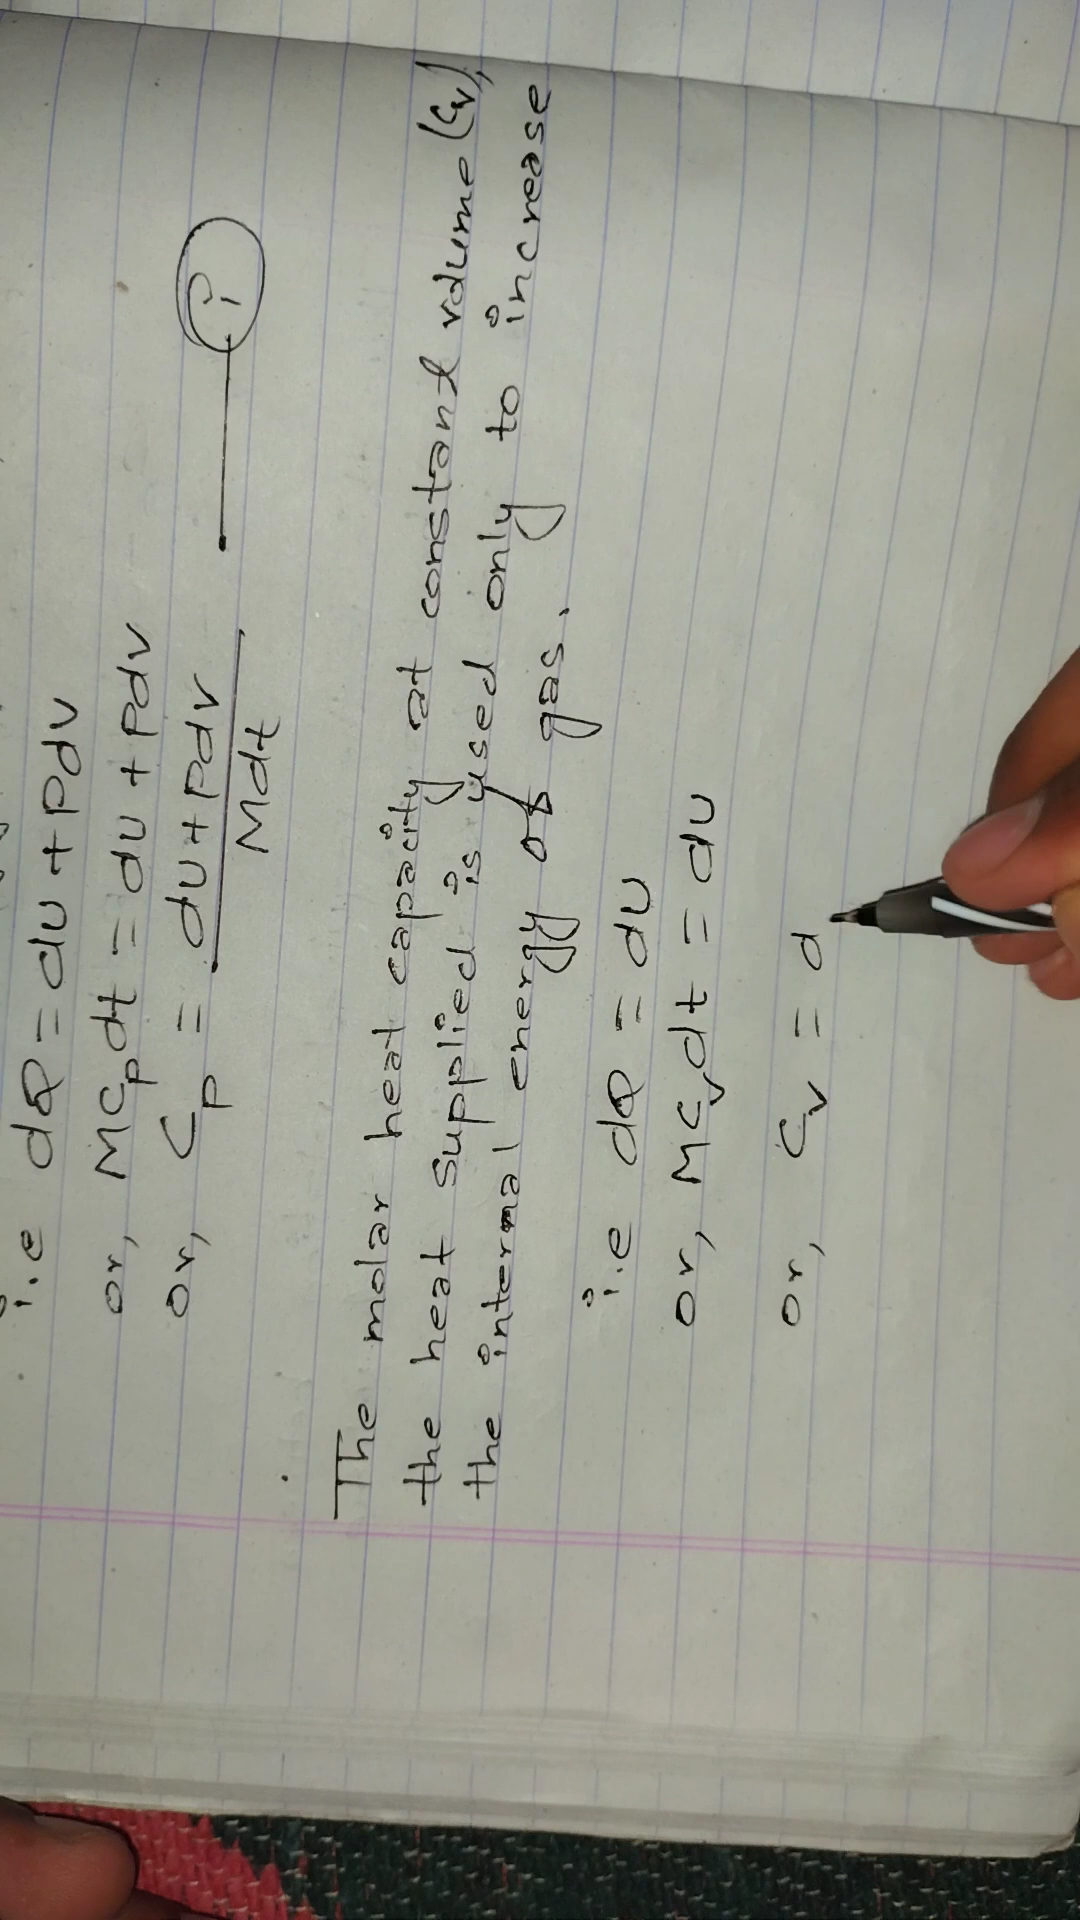 i.e dQ = du + Pdv
or, MCpdt = du + Pdv
or, Cp = du + Pdv / Mdt — i
The molar heat capacity at constant volume (Cv),
the heat supplied is used only to increase
the internal energy of gas.
i.e dQ = du
or, MCvdt = du
or, Cv = d